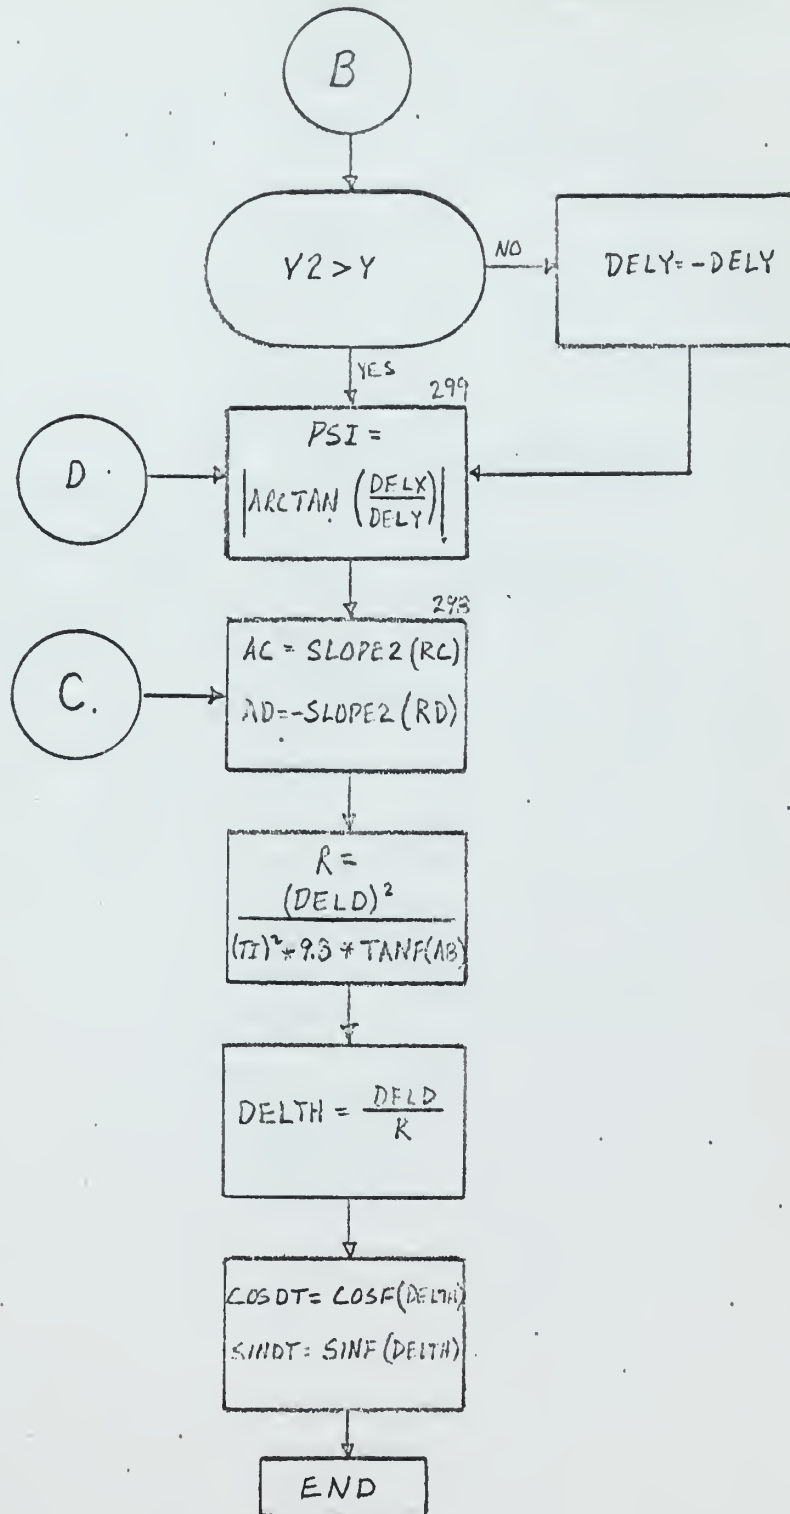 B
Y2 > Y
NO
DELY = -DELY
YES
299
PSI =
|ARCTAN (DELX
DELY)|
D.
298
AC = SLOPE2 (RC)
AD = -SLOPE2 (RD)
C.
R =
(DELD)²
(TI)² * 9.8 * TANF(AB)
DELTH = DELD
R
COSDT = COSF(DELTH)
SINDT = SINF(DELTH)
END